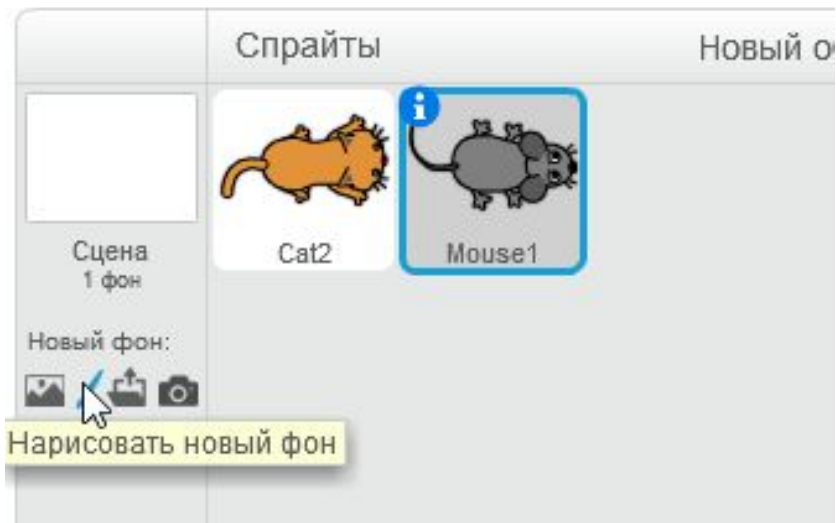 Спрайты
Новый о
Сцена
1 фон
Cat2
Mouse1
Новый фон:
Нарисовать новый фон